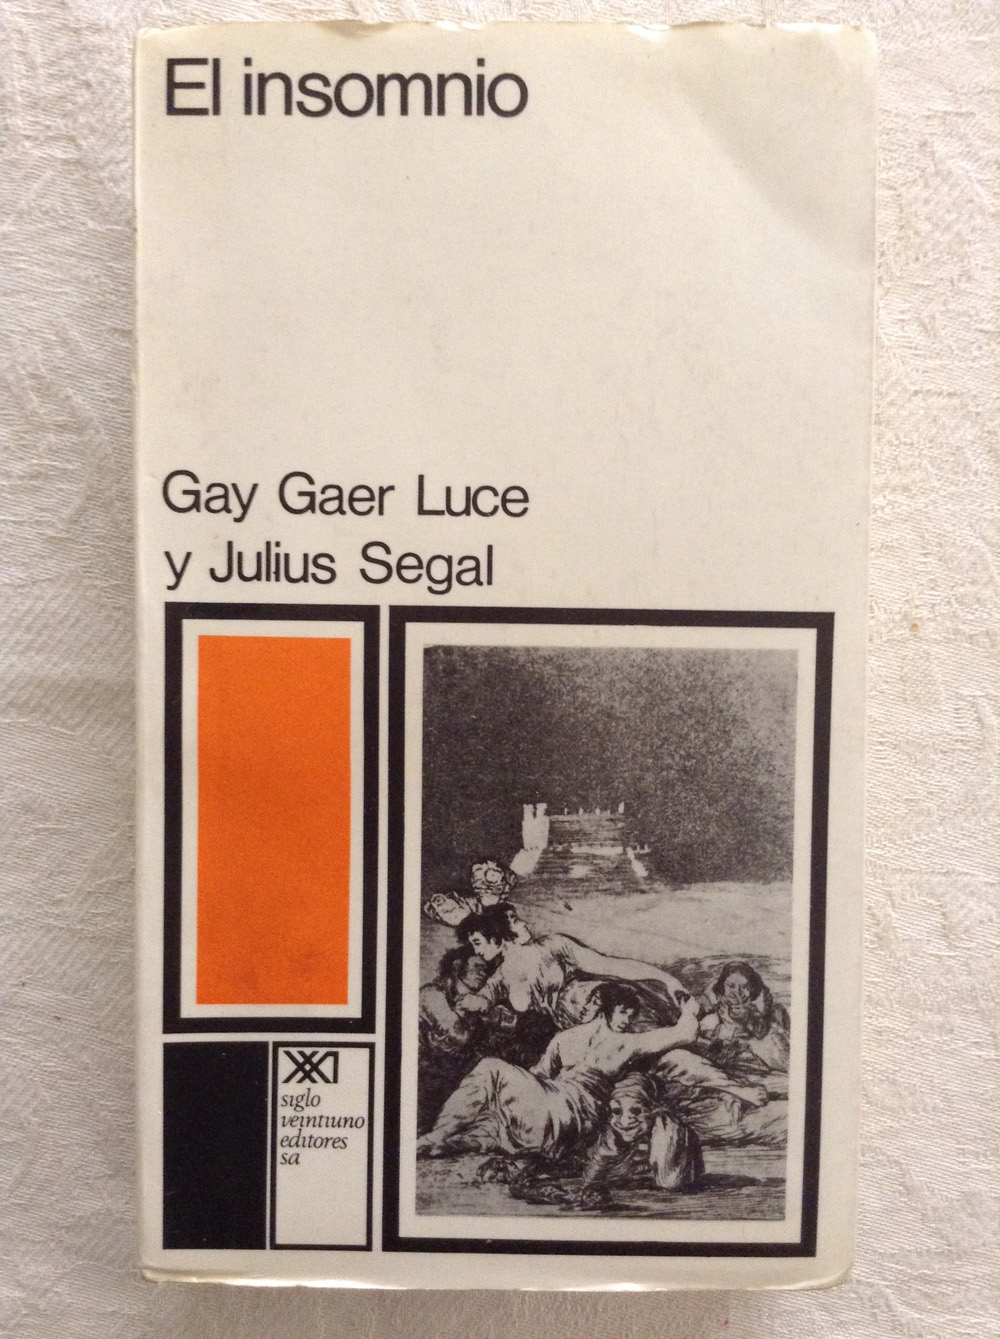 El insomnio
Gay Gaer Luce
y Julius Segal
XXI
siglo
veintiuno
editores
sa